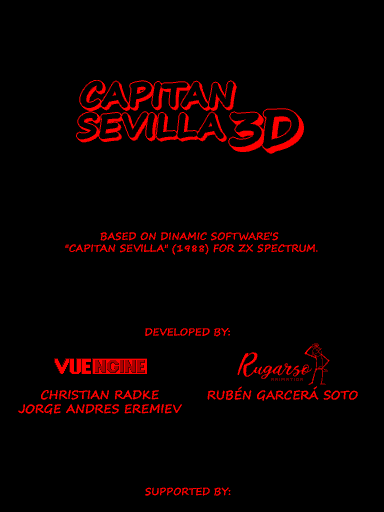 CAPITAN
SEVILLA 3D
BASED ON DINAMIC SOFTWARE'S
"CAPITAN SEVILLA" (1988) FOR ZX SPECTRUM.
DEVELOPED BY:
VUENGINE
Rugarso
CHRISTIAN RADKE
JORGE ANDRES EREMIEV
RUBÉN GARCERÁ SOTO
SUPPORTED BY: